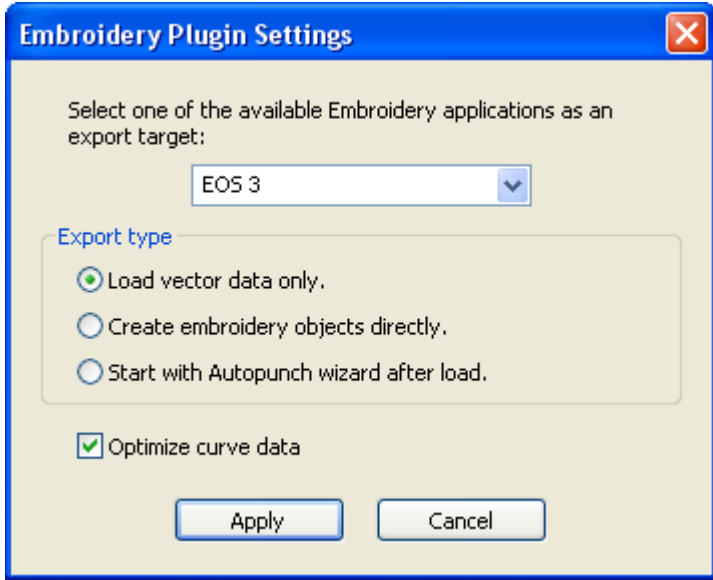 Embroidery Plugin Settings
Select one of the available Embroidery applications as an
export target:
EOS 3
Export type
Load vector data only.
Create embroidery objects directly.
Start with Autopunch wizard after load.
Optimize curve data
Apply
Cancel